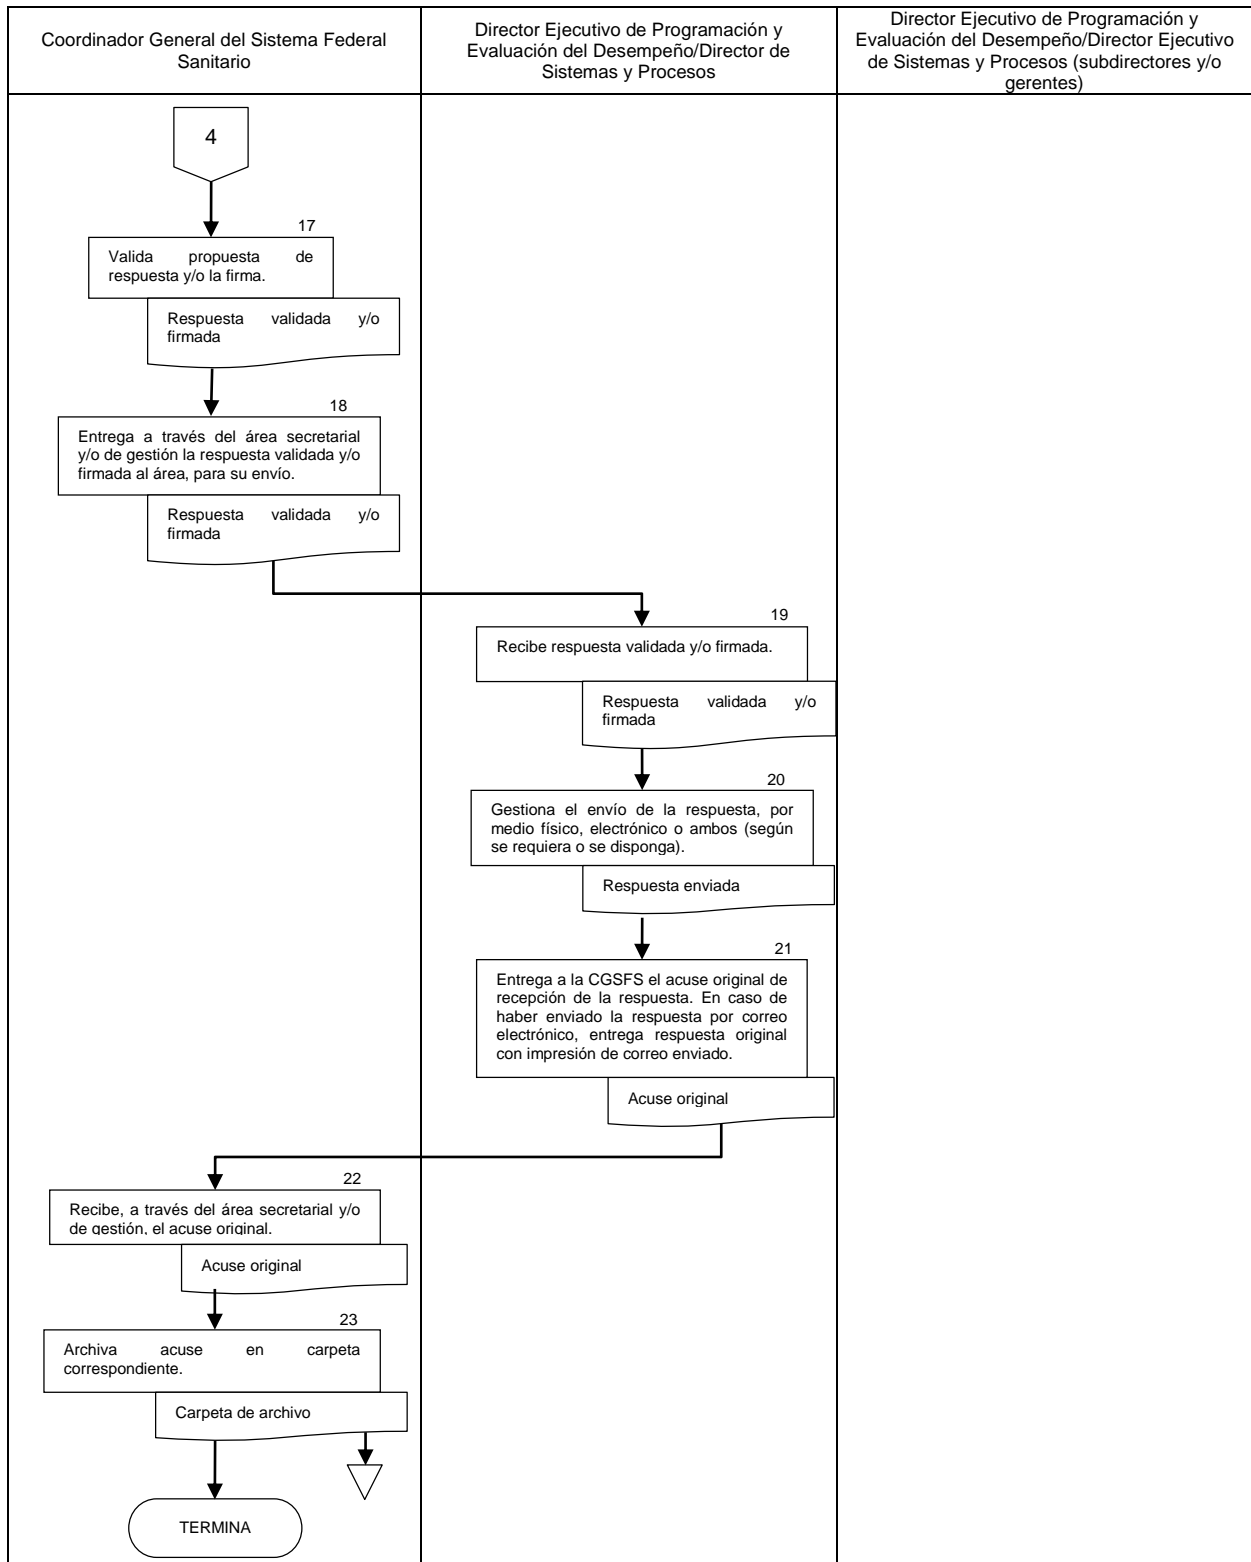 Coordinador General del Sistema Federal
Sanitario
Director Ejecutivo de Programación y
Evaluación del Desempeño/Director de
Sistemas y Procesos
Director Ejecutivo de Programación y
Evaluación del Desempeño/Director Ejecutivo
de Sistemas y Procesos (subdirectores y/o
gerentes)
4
17
Valida propuesta de
respuesta y/o la firma.
Respuesta validada y/o
firmada
18
Entrega a través del área secretarial
y/o de gestión la respuesta validada y/o
firmada al área, para su envío.
Respuesta validada y/o
firmada
19
Recibe respuesta validada y/o firmada.
Respuesta validada y/o
firmada
20
Gestiona el envío de la respuesta, por
medio físico, electrónico o ambos (según
se requiera o se disponga).
Respuesta enviada
21
Entrega a la CGSFS el acuse original de
recepción de la respuesta. En caso de
haber enviado la respuesta por correo
electrónico, entrega respuesta original
con impresión de correo enviado.
Acuse original
22
Recibe, a través del área secretarial y/o
de gestión, el acuse original.
Acuse original
23
Archiva acuse en carpeta
correspondiente.
Carpeta de archivo
TERMINA